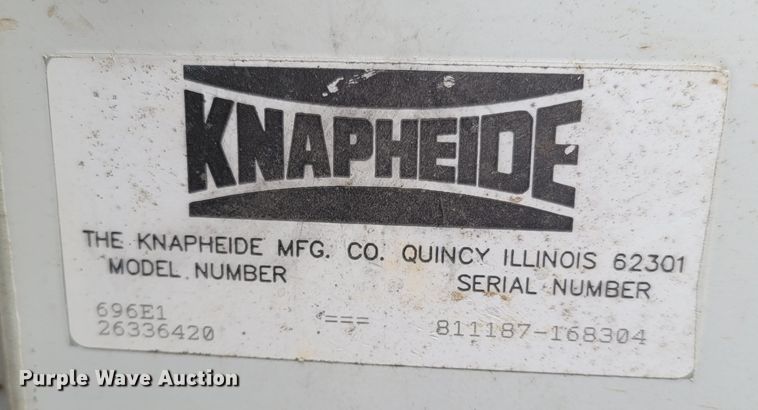 KNAPHEIDE
THE KNAPHEIDE MFG. CO. QUINCY ILLINOIS 62301
MODEL NUMBER SERIAL NUMBER
696E1
26336420 === 811187-168304
Purple Wave Auction